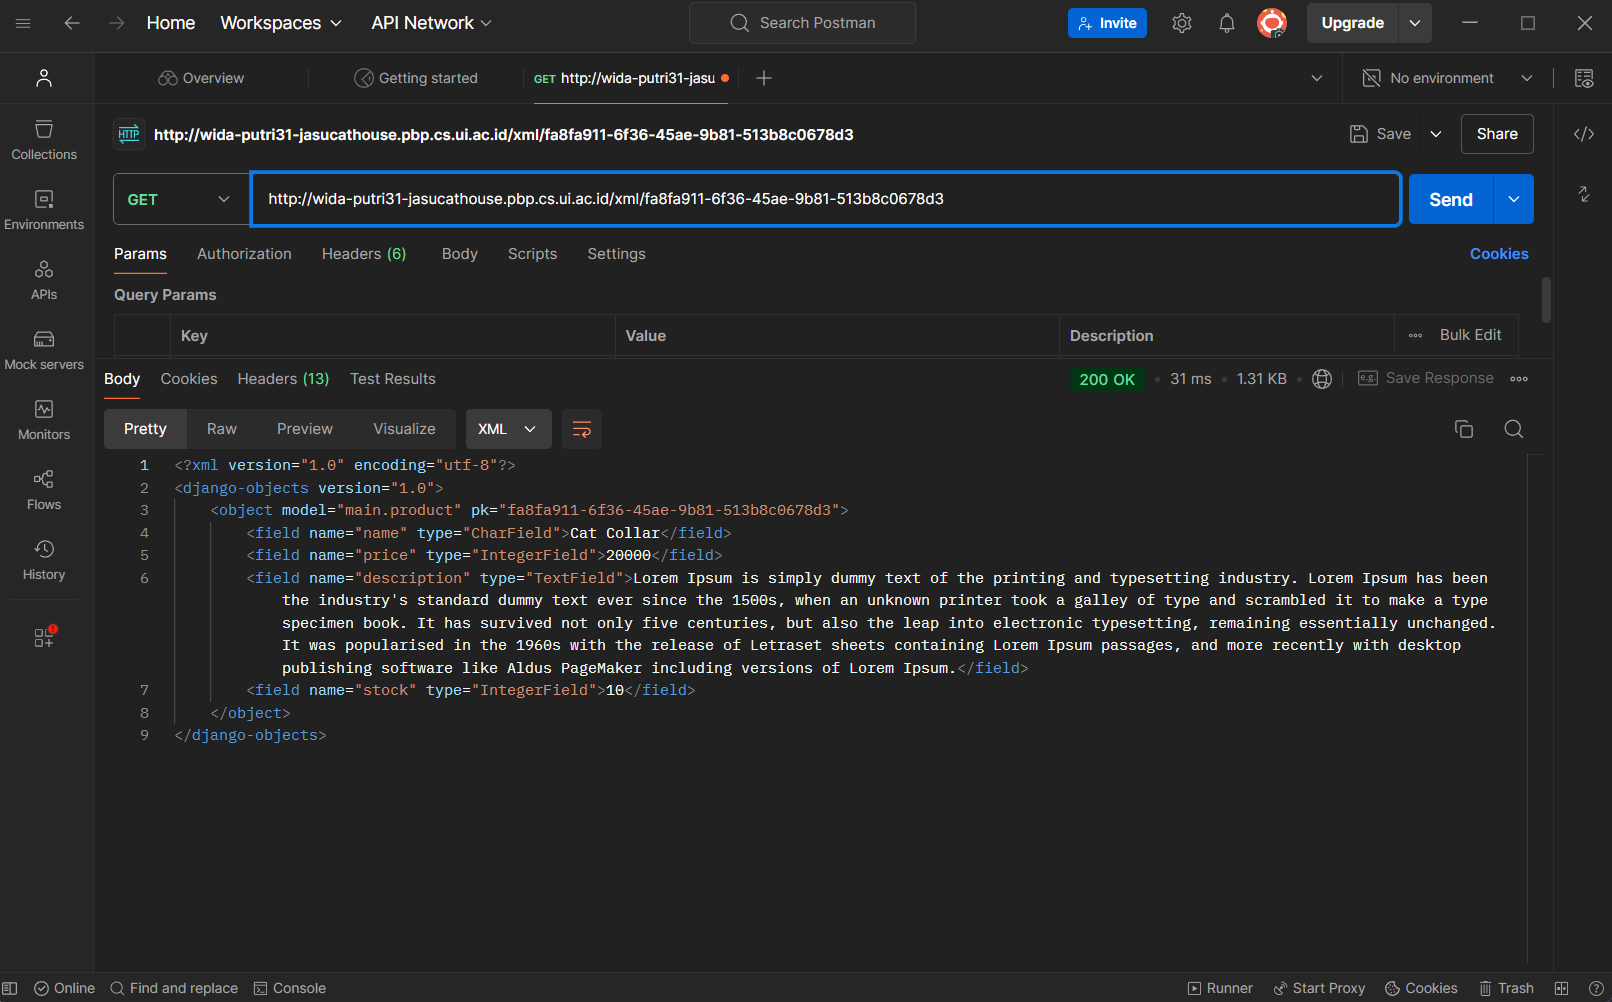 Home Workspaces API Network Search Postman Invite Upgrade
Overview Getting started GET http://wida-putri31-jasu No environment
HTTP http://wida-putri31-jasucathouse.pbp.cs.ui.ac.id/xml/fa8fa911-6f36-45ae-9b81-513b8c0678d3 Save Share
Collections
Environments
APIs
Mock servers
Monitors
Flows
History
GET http://wida-putri31-jasucathouse.pbp.cs.ui.ac.id/xml/fa8fa911-6f36-45ae-9b81-513b8c0678d3 Send
Params Authorization Headers (6) Body Scripts Settings Cookies
Query Params
Key Value Description Bulk Edit
Body Cookies Headers (13) Test Results 200 OK 31 ms 1.31 KB e.g. Save Response
Pretty Raw Preview Visualize XML
1 <?xml version="1.0" encoding="utf-8"?>
2 <django-objects version="1.0">
3 <object model="main.product" pk="fa8fa911-6f36-45ae-9b81-513b8c0678d3">
4 <field name="name" type="CharField">Cat Collar</field>
5 <field name="price" type="IntegerField">20000</field>
6 <field name="description" type="TextField">Lorem Ipsum is simply dummy text of the printing and typesetting industry. Lorem Ipsum has been
the industry's standard dummy text ever since the 1500s, when an unknown printer took a galley of type and scrambled it to make a type
specimen book. It has survived not only five centuries, but also the leap into electronic typesetting, remaining essentially unchanged.
It was popularised in the 1960s with the release of Letraset sheets containing Lorem Ipsum passages, and more recently with desktop
publishing software like Aldus PageMaker including versions of Lorem Ipsum.</field>
7 <field name="stock" type="IntegerField">10</field>
8 </object>
9 </django-objects>
Online Find and replace Console Runner Start Proxy Cookies Trash